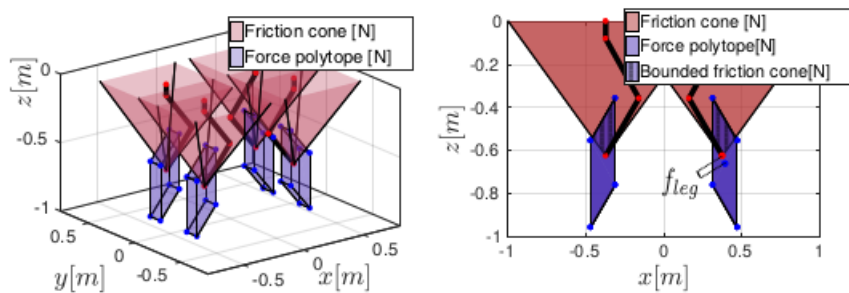 Friction cone [N]
Force polytope [N]
0
-0.5
-1
z[m]
0.5
0
-0.5
y[m]
-0.5
0
0.5
x[m]
Friction cone [N]
Force polytope[N]
Bounded friction cone[N]
0
-0.2
-0.4
-0.6
-0.8
-1
z[m]
f_leg
-1
-0.5
0
0.5
1
x[m]